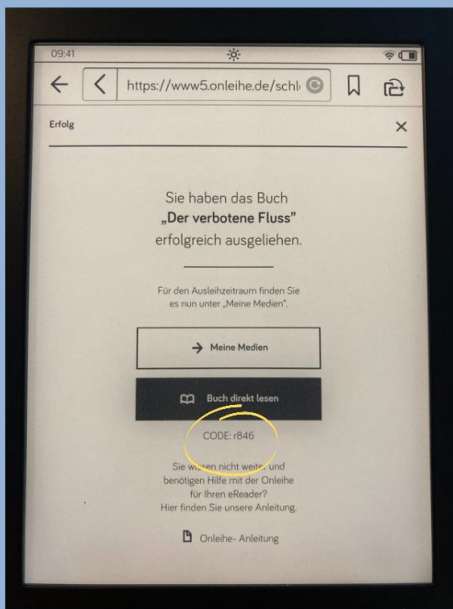 09:41
https://www5.onleihe.de/schl
Erfolg
Sie haben das Buch
„Der verbotene Fluss"
erfolgreich ausgeliehen.
Für den Ausleihzeitraum finden Sie
es nun unter „Meine Medien".
Meine Medien
Buch direkt lesen
CODE: r846
Sie wissen nicht weiter und
benötigen Hilfe mit der Onleihe
für Ihren eReader?
Hier finden Sie unsere Anleitung.
Onleihe- Anleitung